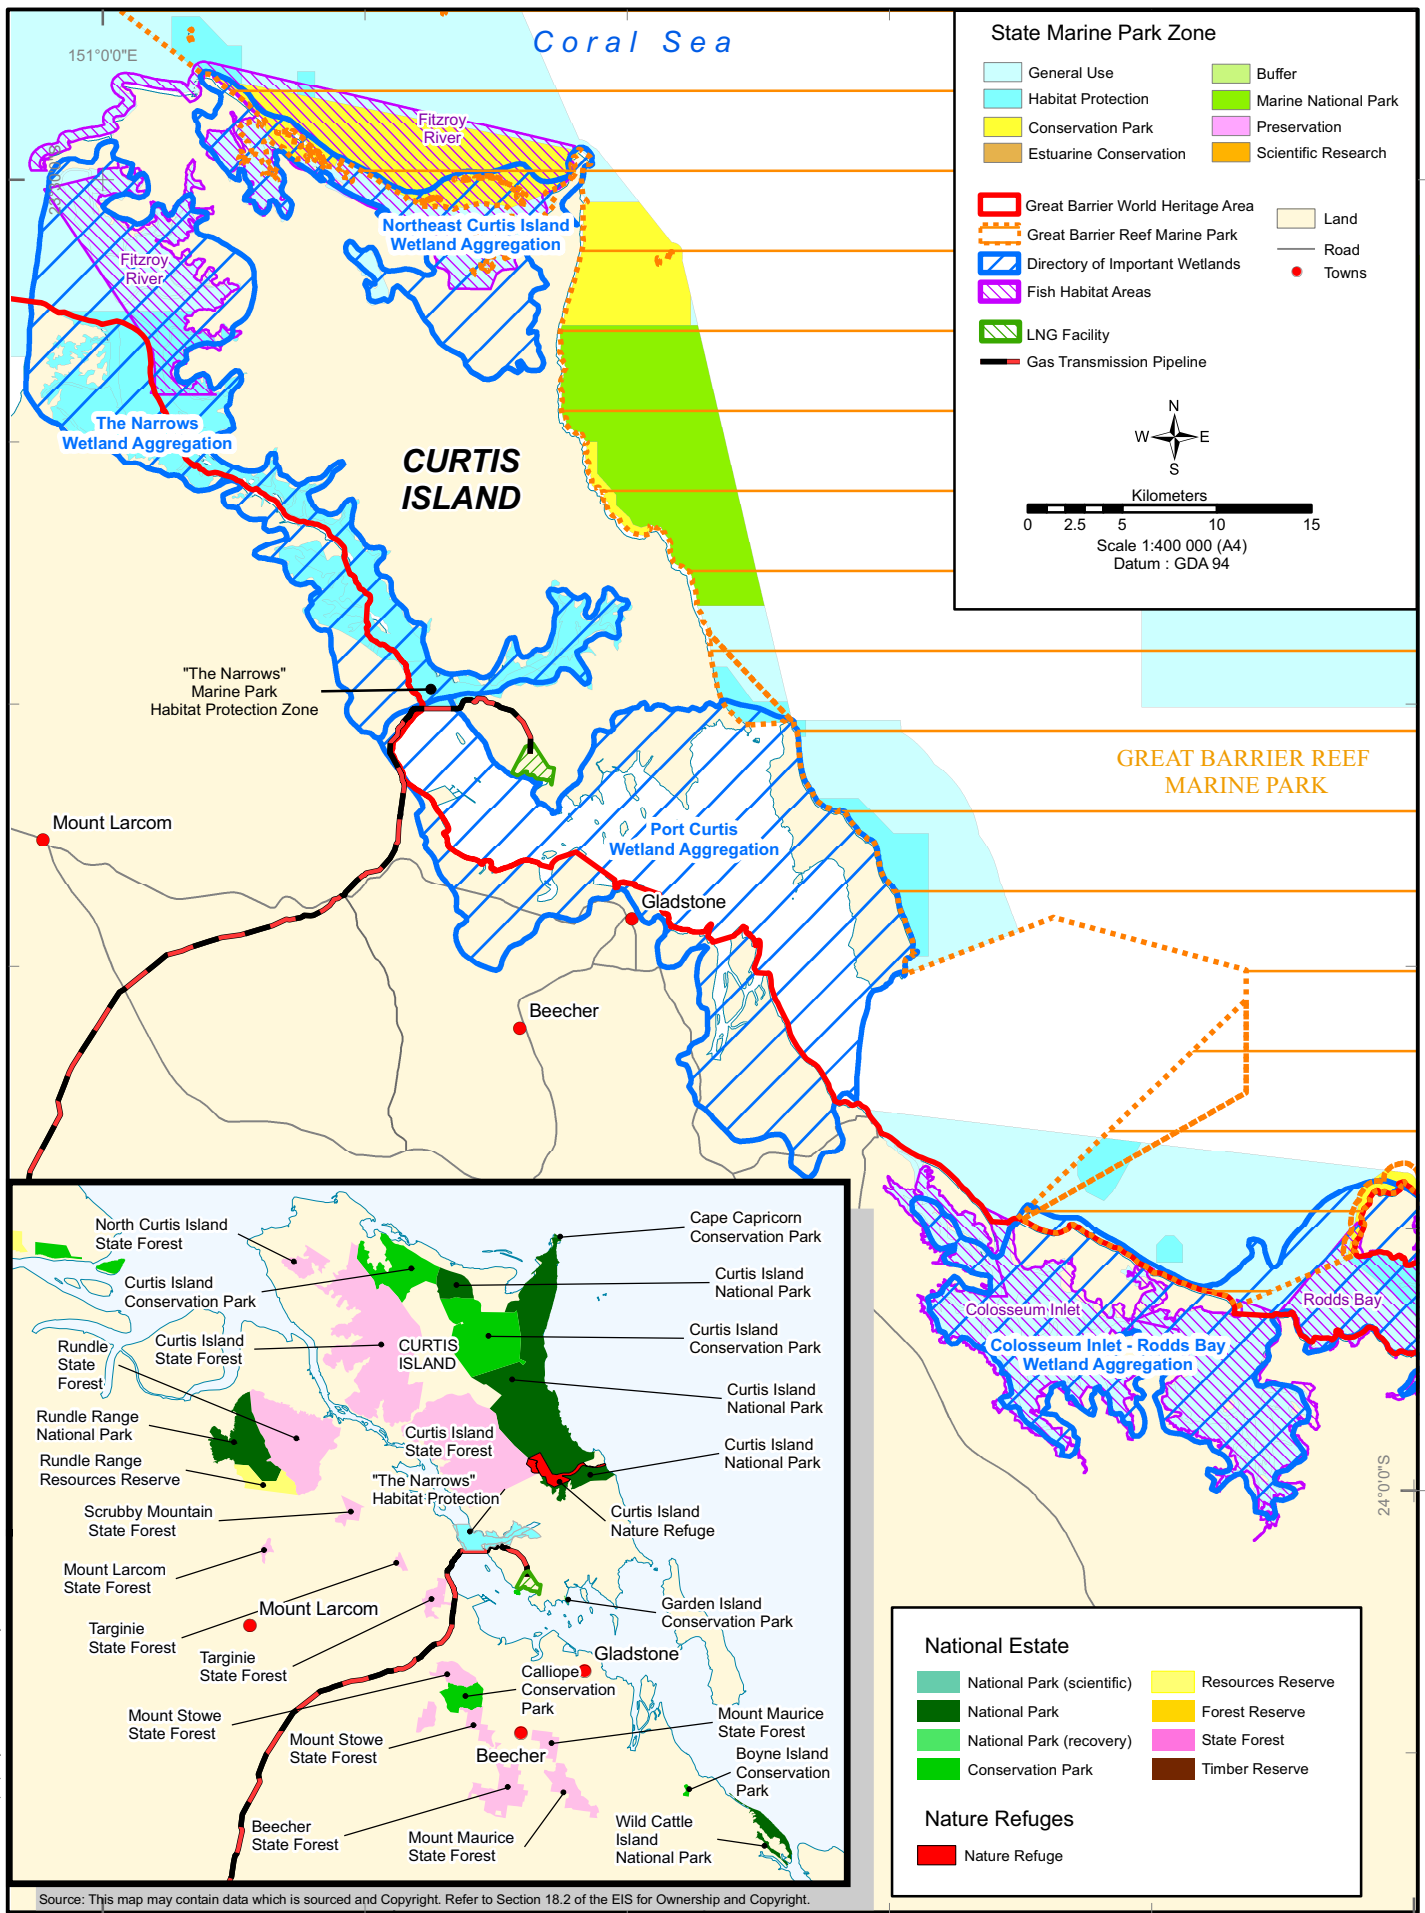 Coral Sea
151°0'0"E
State Marine Park Zone
General Use
Habitat Protection
Conservation Park
Estuarine Conservation
Buffer
Marine National Park
Preservation
Scientific Research
Great Barrier World Heritage Area
Great Barrier Reef Marine Park
Directory of Important Wetlands
Fish Habitat Areas
LNG Facility
Gas Transmission Pipeline
Land
Road
Towns
N
W E
S
Kilometers
0 2.5 5 10 15
Scale 1:400 000 (A4)
Datum : GDA 94
Fitzroy
River
Northeast Curtis Island
Wetland Aggregation
Fitzroy
River
The Narrows
Wetland Aggregation
CURTIS
ISLAND
"The Narrows"
Marine Park
Habitat Protection Zone
GREAT BARRIER REEF
MARINE PARK
Mount Larcom
Port Curtis
Wetland Aggregation
Gladstone
Beecher
Colosseum Inlet
Rodds Bay
Colosseum Inlet - Rodds Bay
Wetland Aggregation
24°0'0"S
North Curtis Island
State Forest
Curtis Island
Conservation Park
Curtis Island
State Forest
Rundle
State
Forest
Rundle Range
National Park
Rundle Range
Resources Reserve
Scrubby Mountain
State Forest
Mount Larcom
State Forest
Targinie
State Forest
Mount Larcom
Targinie
State Forest
Mount Stowe
State Forest
Mount Stowe
State Forest
Beecher
State Forest
Mount Maurice
State Forest
Cape Capricorn
Conservation Park
Curtis Island
National Park
Curtis Island
Conservation Park
CURTIS
ISLAND
Curtis Island
National Park
Curtis Island
State Forest
Curtis Island
National Park
"The Narrows"
Habitat Protection
Curtis Island
Nature Refuge
Garden Island
Conservation Park
Gladstone
Calliope
Conservation
Park
Mount Maurice
State Forest
Beecher
Boyne Island
Conservation
Park
Wild Cattle
Island
National Park
National Estate
National Park (scientific)
National Park
National Park (recovery)
Conservation Park
Resources Reserve
Forest Reserve
State Forest
Timber Reserve
Nature Refuges
Nature Refuge
Source: This map may contain data which is sourced and Copyright. Refer to Section 18.2 of the EIS for Ownership and Copyright.